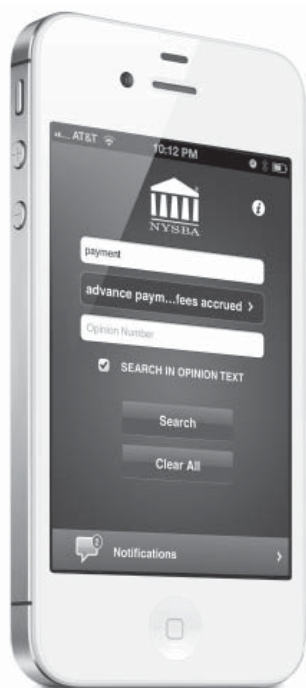 AT&T 10:12 PM
NYSBA
payment
advance paym...fees accrued >
Opinion Number
SEARCH IN OPINION TEXT
Search
Clear All
2
Notifications >